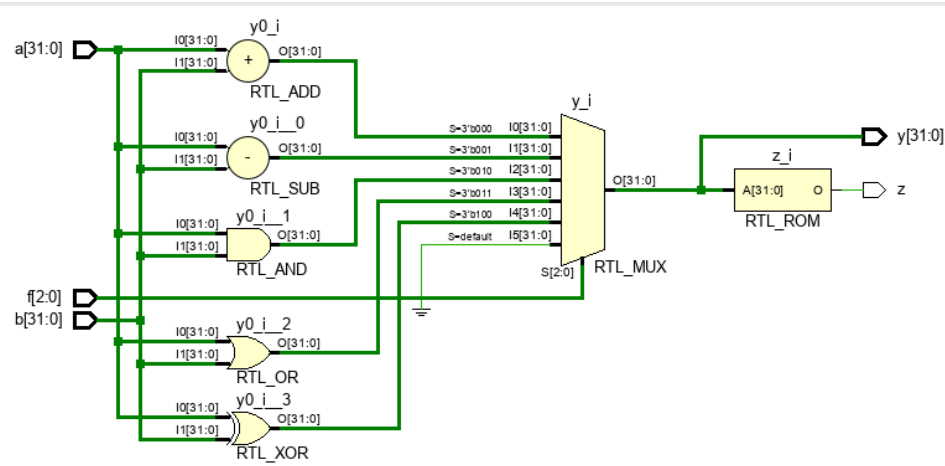 y0_i
a[31:0]
I0[31:0]
I1[31:0]
+
O[31:0]
RTL_ADD
y0_i__0
I0[31:0]
I1[31:0]
-
O[31:0]
RTL_SUB
y0_i__1
I0[31:0]
I1[31:0]
O[31:0]
RTL_AND
f[2:0]
b[31:0]
y0_i__2
I0[31:0]
I1[31:0]
O[31:0]
RTL_OR
y0_i__3
I0[31:0]
I1[31:0]
O[31:0]
RTL_XOR
y_i
S=3'b000 I0[31:0]
S=3'b001 I1[31:0]
S=3'b010 I2[31:0]
S=3'b011 I3[31:0]
S=3'b100 I4[31:0]
S=default I5[31:0]
S[2:0]
O[31:0]
RTL_MUX
y[31:0]
z_i
A[31:0] O
z
RTL_ROM